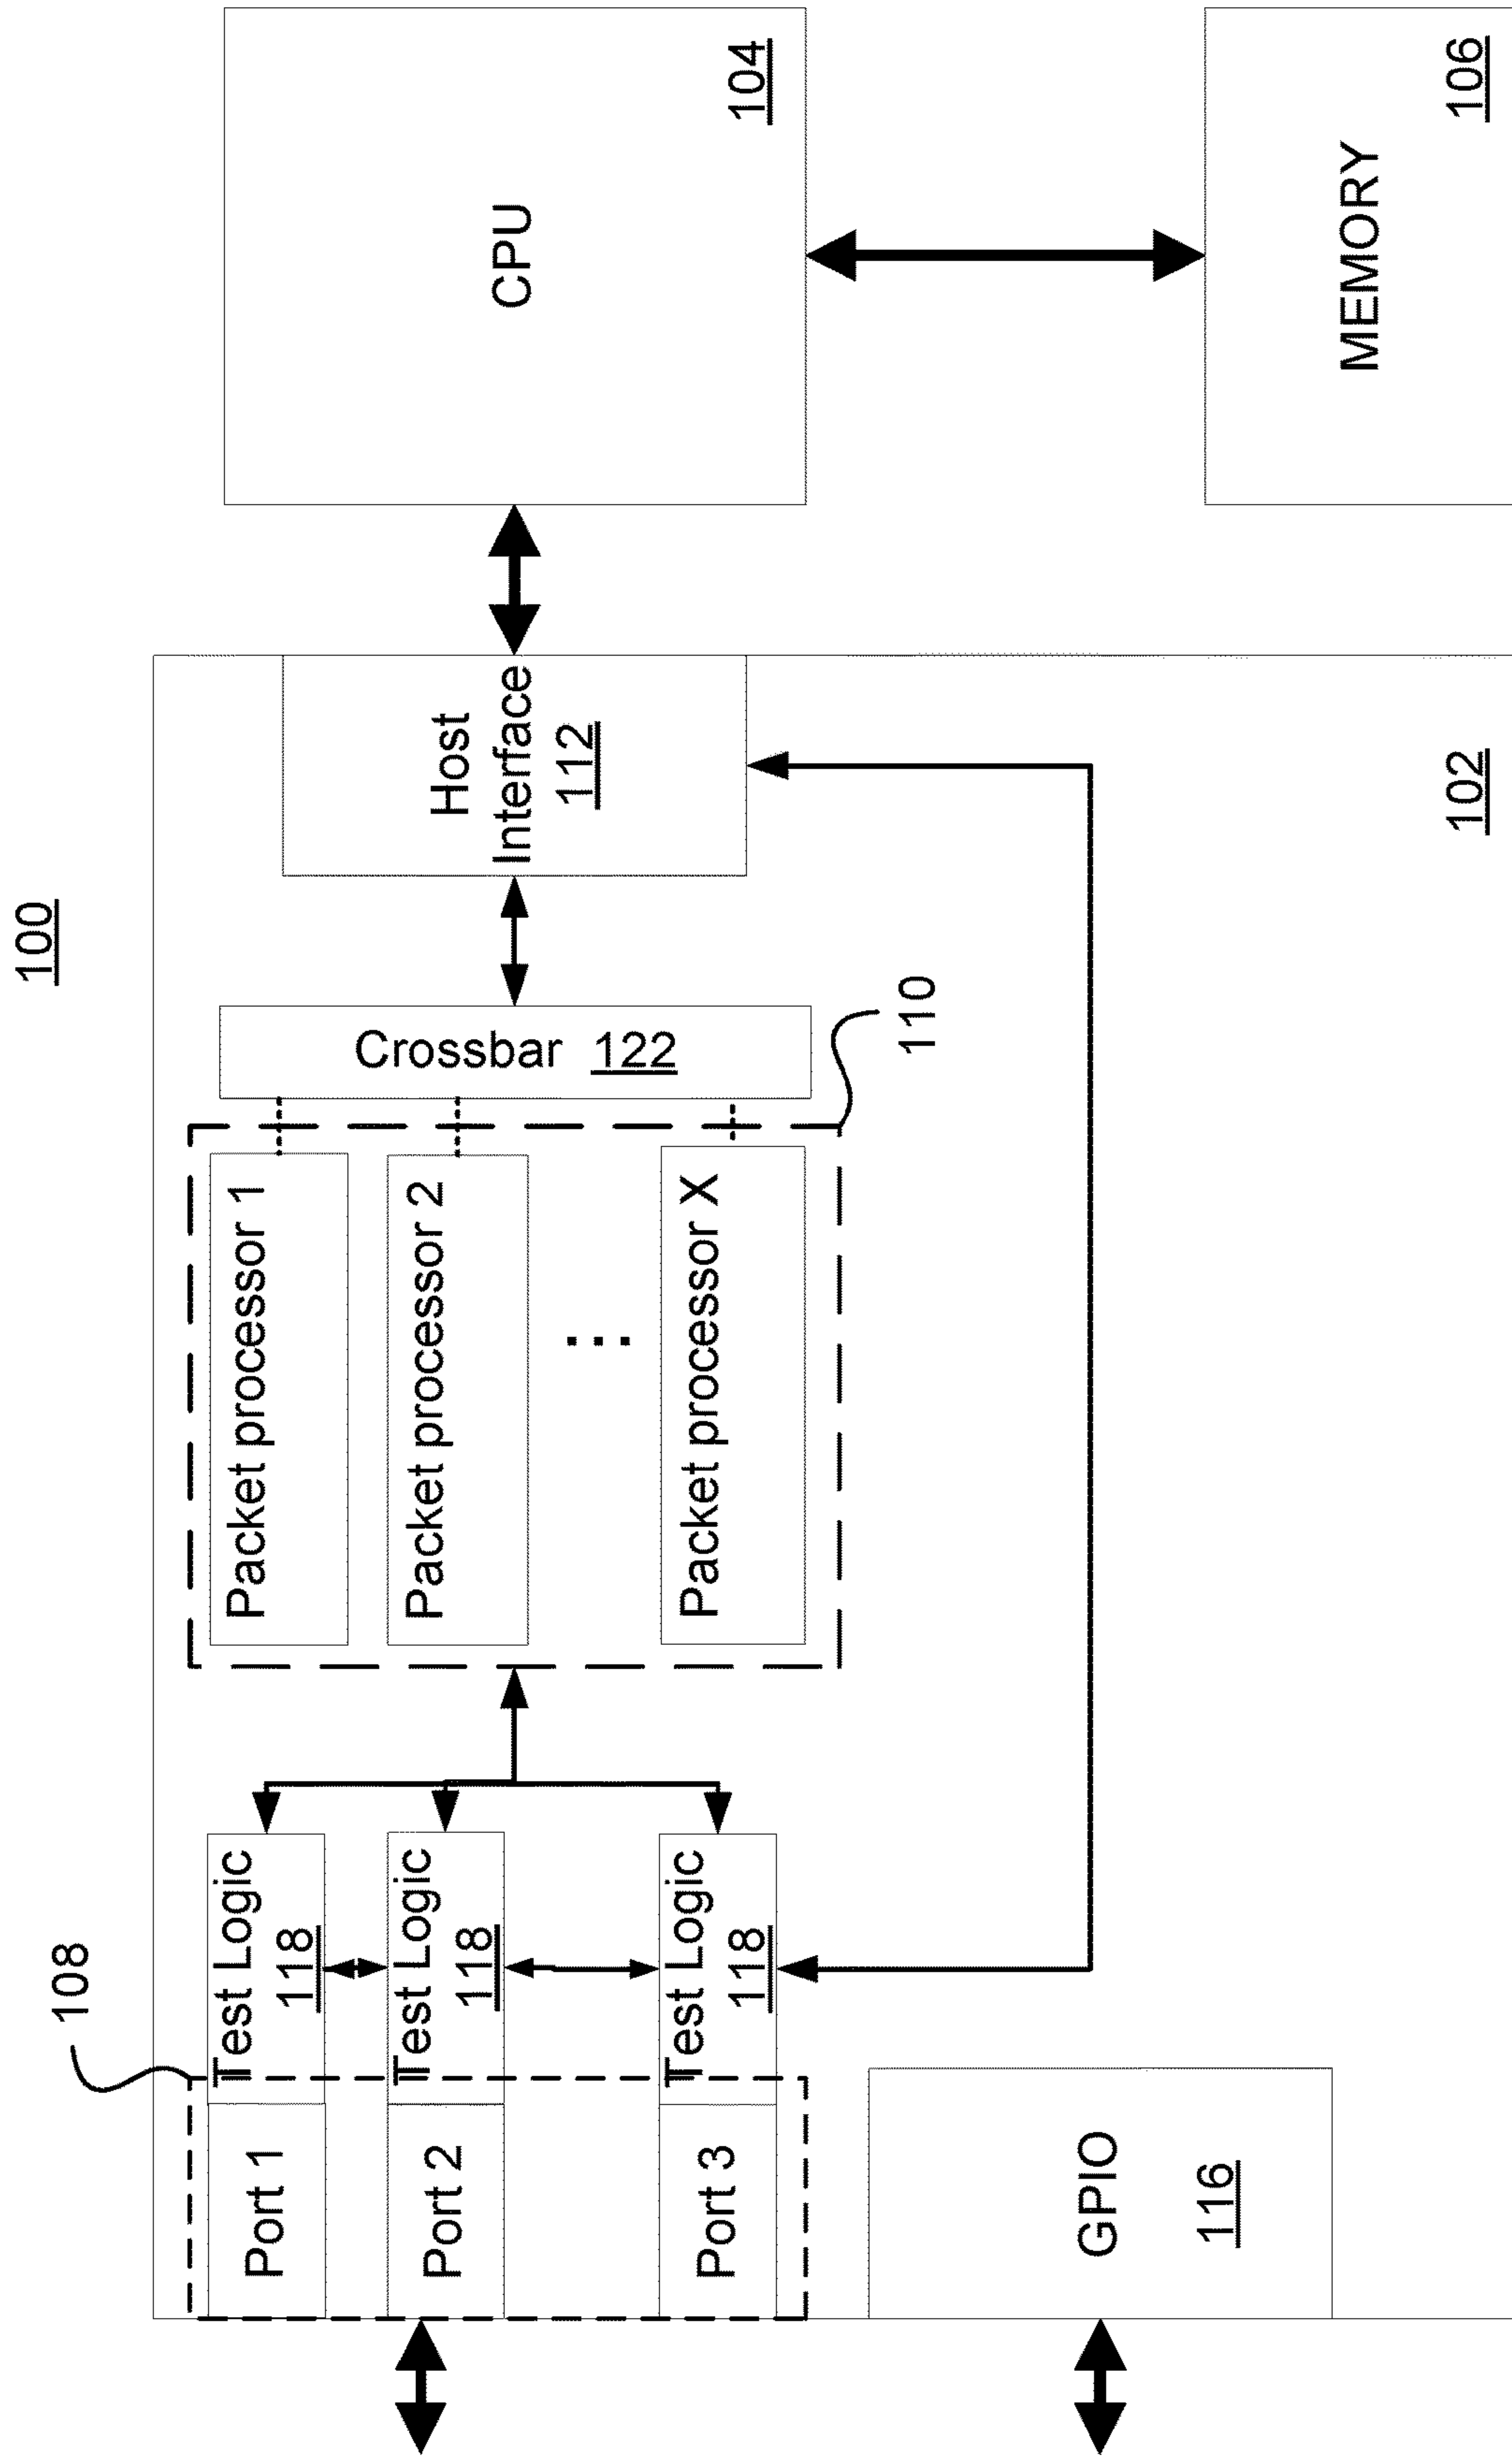 100
108
Port 1
Test Logic
118
Port 2
Test Logic
118
Port 3
Test Logic
118
GPIO
116
Packet processor 1
Packet processor 2
...
Packet processor X
110
Crossbar 122
Host
Interface
112
102
CPU
104
MEMORY
106